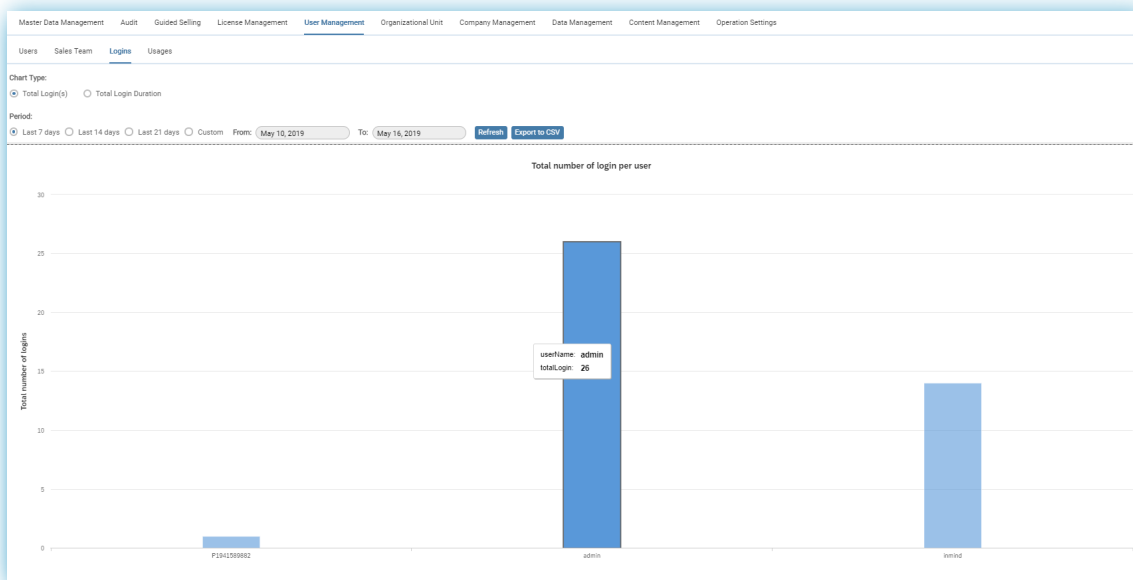 Master Data Management Audit Guided Selling License Management User Management Organizational Unit Company Management Data Management Content Management Operation Settings
Users Sales Team Logins Usages
Chart Type:
Total Login(s) Total Login Duration
Period:
Last 7 days Last 14 days Last 21 days Custom From: May 10, 2019 To: May 16, 2019 Refresh Export to CSV
Total number of login per user
Total number of logins
30
25
20
15
10
5
0
userName: admin
totalLogin: 26
P1941589882 admin inmind